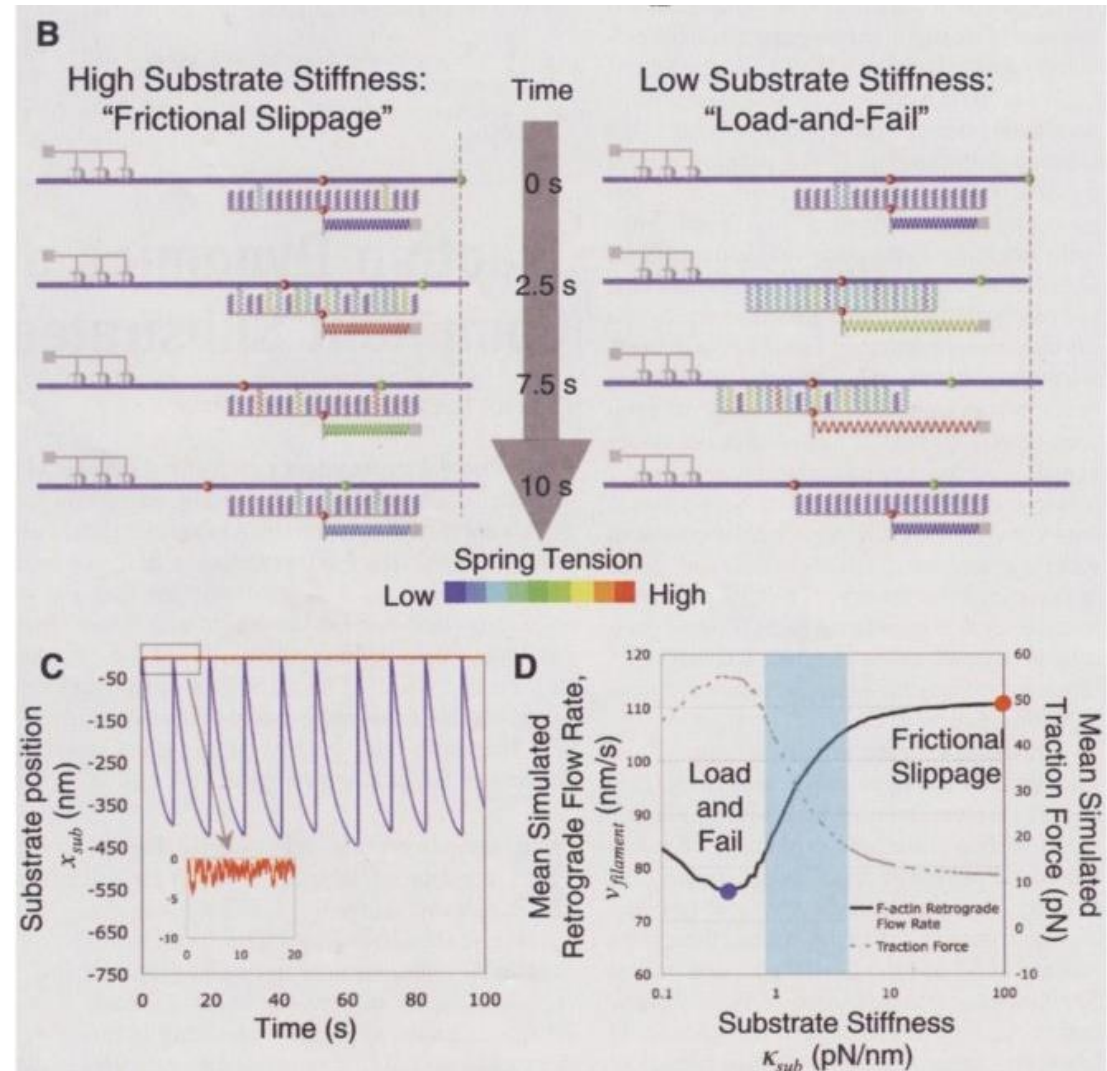 B
High Substrate Stiffness:
"Frictional Slippage"
Time
Low Substrate Stiffness:
"Load-and-Fail"
0 s
2.5 s
7.5 s
10 s
Spring Tension
Low
High
C
Substrate position
x_sub (nm)
-50
-150
-250
-350
-450
-550
-650
-750
0
-5
-10
0
10
20
0
20
40
60
80
100
Time (s)
D
Mean Simulated
Retrograde Flow Rate,
v_filament (nm/s)
120
110
100
90
80
70
60
Load
and
Fail
Frictional
Slippage
F-actin Retrograde
Flow Rate
Traction Force
60
50
40
30
20
10
0
-10
Mean Simulated
Traction Force (pN)
0.1
1
10
100
Substrate Stiffness
κ_sub (pN/nm)